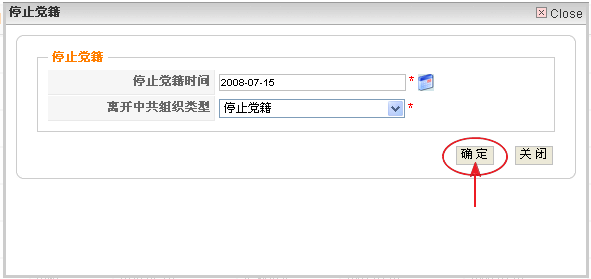 停止党籍 Close
停止党籍
停止党籍时间 2008-07-15 *
离开中共组织类型 停止党籍 *
确 定 关 闭